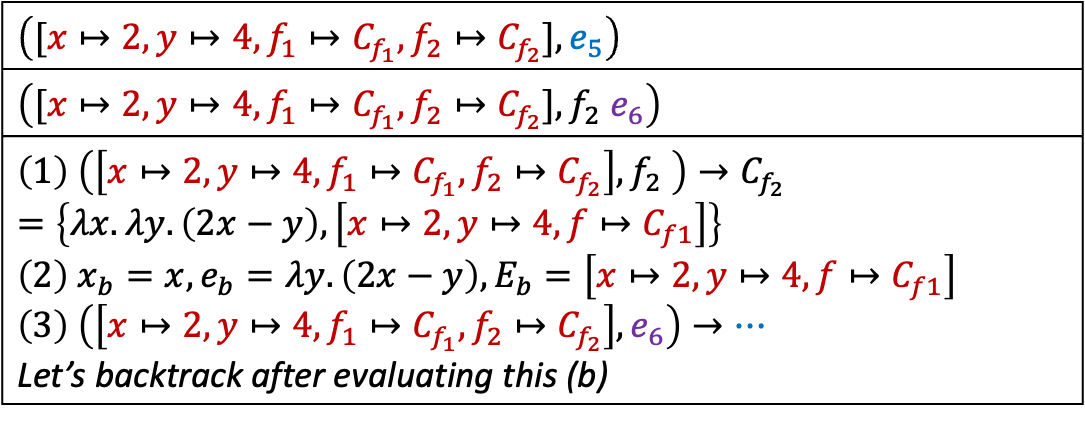 ([x ↦ 2, y ↦ 4, f₁ ↦ C_{f₁}, f₂ ↦ C_{f₂}], e₅)
([x ↦ 2, y ↦ 4, f₁ ↦ C_{f₁}, f₂ ↦ C_{f₂}], f₂ e₆)
(1) ([x ↦ 2, y ↦ 4, f₁ ↦ C_{f₁}, f₂ ↦ C_{f₂}], f₂ ) → C_{f₂}
= {λx. λy. (2x − y), [x ↦ 2, y ↦ 4, f ↦ C_{f1}]}
(2) x_b = x, e_b = λy. (2x − y), E_b = [x ↦ 2, y ↦ 4, f ↦ C_{f1}]
(3) ([x ↦ 2, y ↦ 4, f₁ ↦ C_{f₁}, f₂ ↦ C_{f₂}], e₆) → ⋯
Let's backtrack after evaluating this (b)